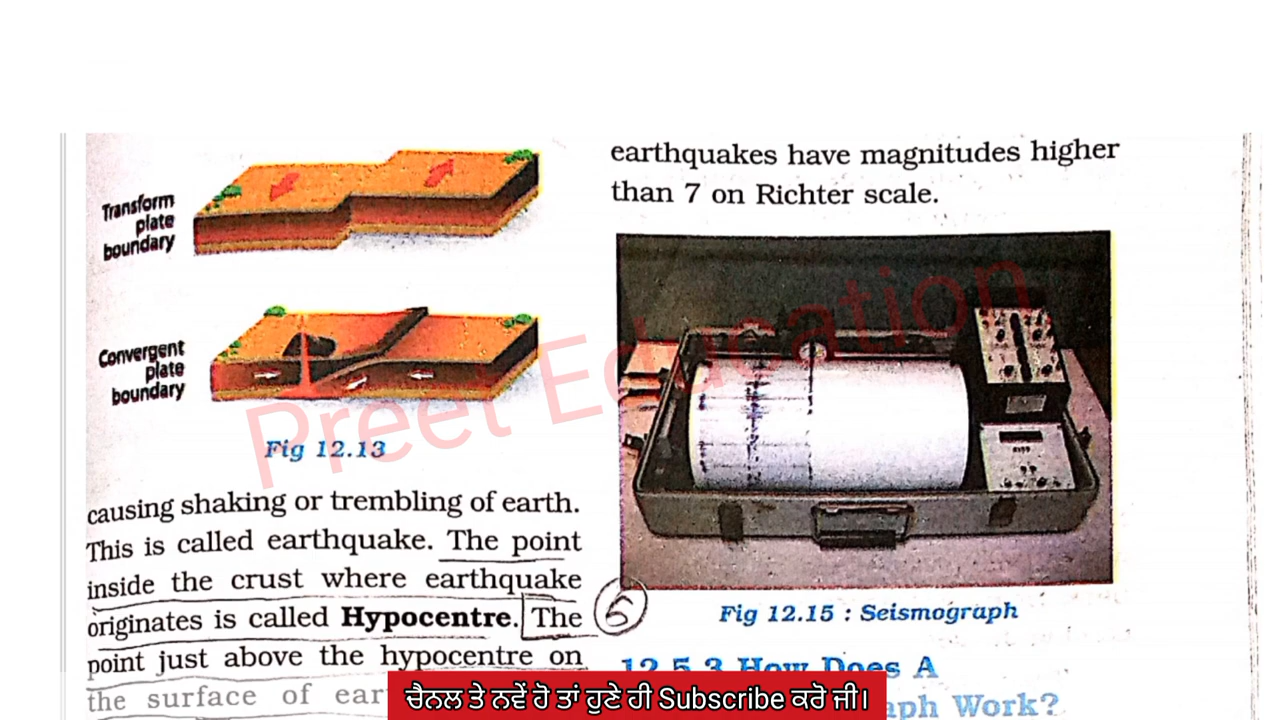 Transform
plate
boundary
Convergent
plate
boundary
Fig 12.13
causing shaking or trembling of earth.
This is called earthquake. The point
inside the crust where earthquake
originates is called Hypocentre. The
point just above the hypocentre on
the surface of ear
earthquakes have magnitudes higher
than 7 on Richter scale.
5
Fig 12.15 : Seismograph
12.5.3 How Does A
aph Work?
Preet Education
ਚੈਨਲ ਤੇ ਨਵੇਂ ਹੋ ਤਾਂ ਹੁਣੇ ਹੀ Subscribe ਕਰੋ ਜੀ।